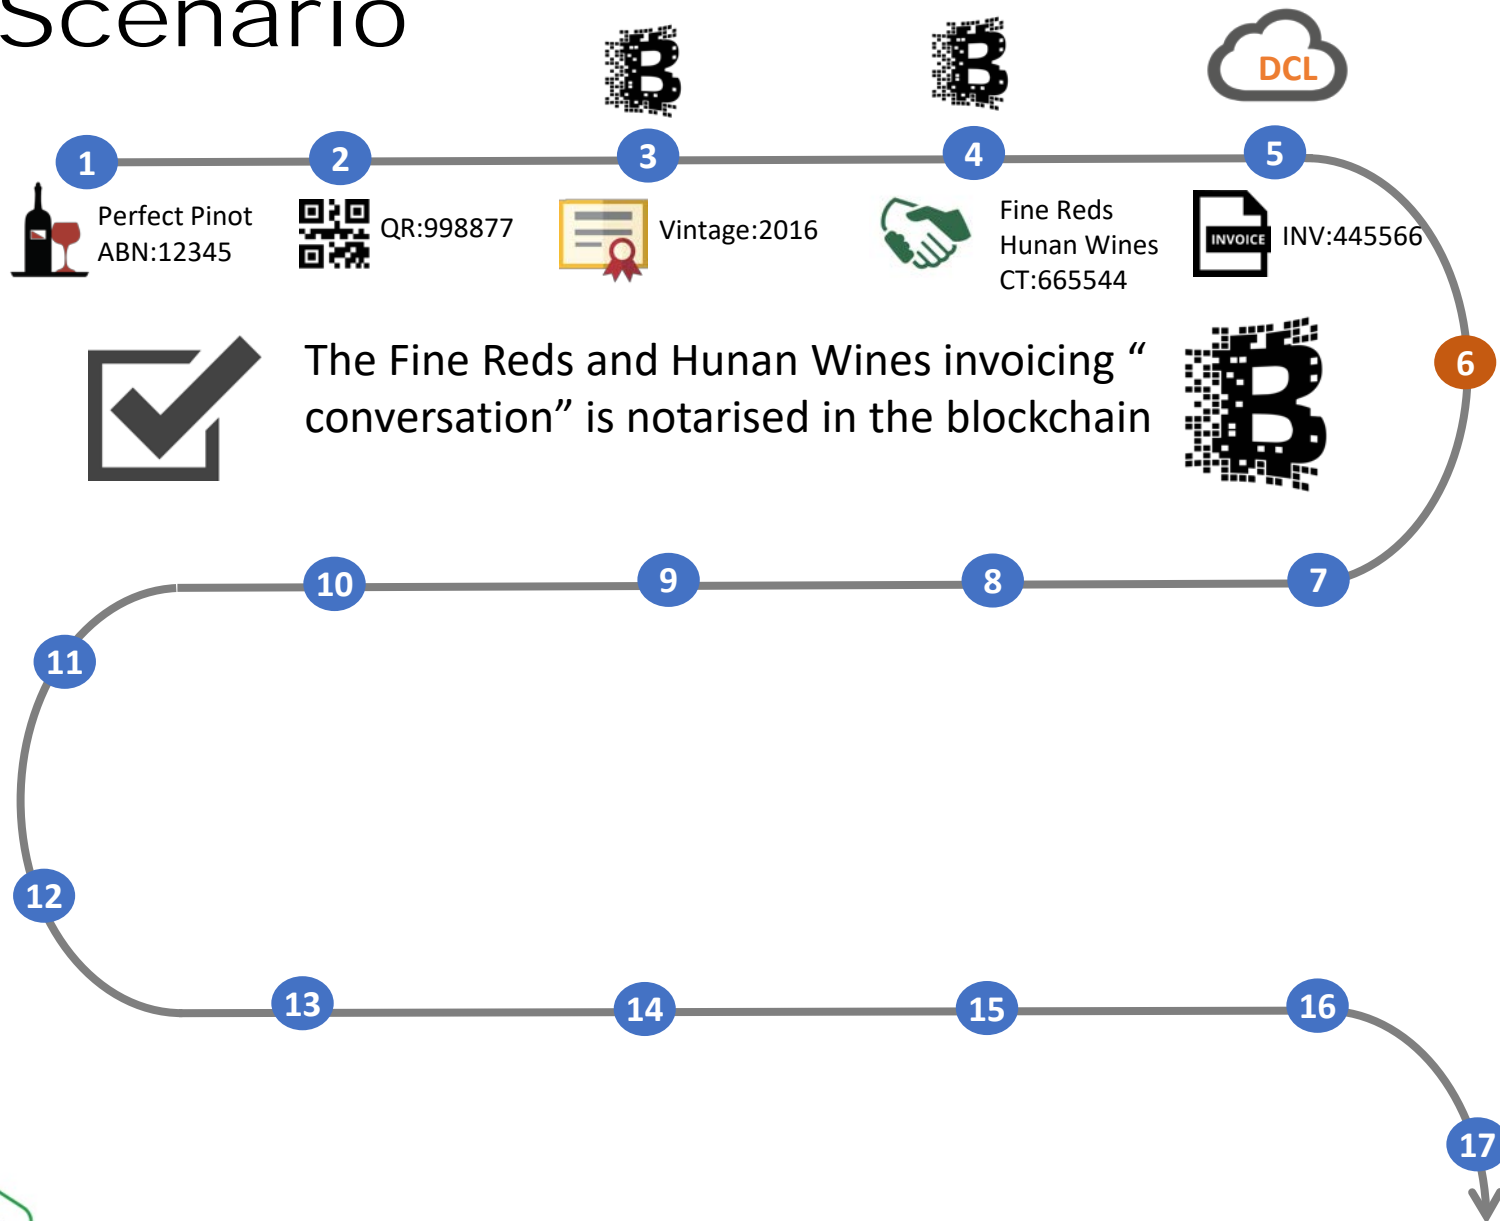 Scenario
DCL
1
2
3
4
5
Perfect Pinot
ABN:12345
QR:998877
Vintage:2016
Fine Reds
Hunan Wines
CT:665544
INVOICE
INV:445566
The Fine Reds and Hunan Wines invoicing “
conversation” is notarised in the blockchain
6
10
9
8
7
11
12
13
14
15
16
17